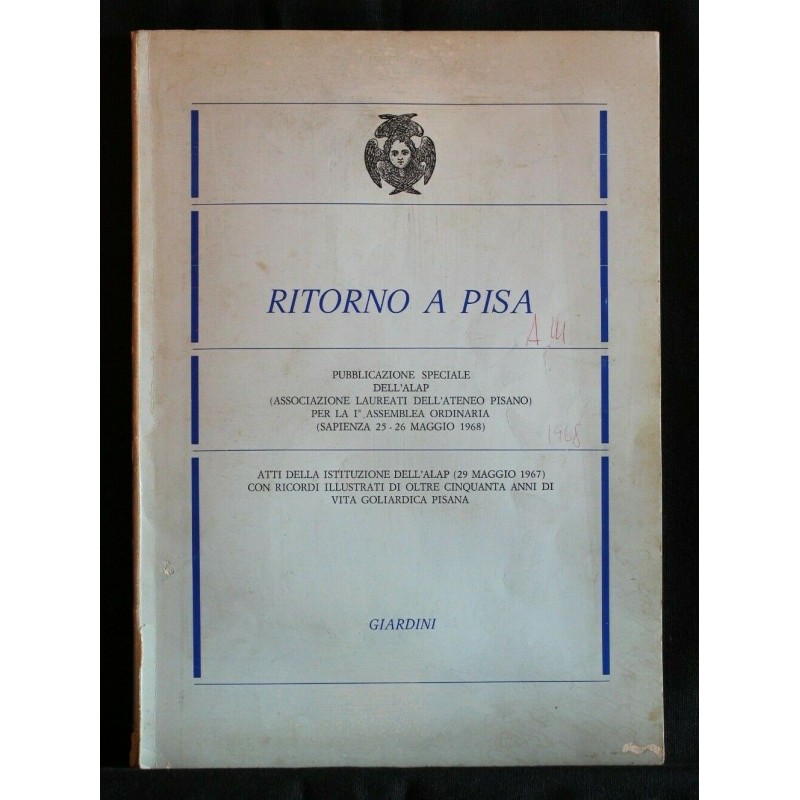 RITORNO A PISA
A III
PUBBLICAZIONE SPECIALE
DELL'ALAP
(ASSOCIAZIONE LAUREATI DELL'ATENEO PISANO)
PER LA Iª ASSEMBLEA ORDINARIA
(SAPIENZA 25 - 26 MAGGIO 1968)
1968
ATTI DELLA ISTITUZIONE DELL'ALAP (29 MAGGIO 1967)
CON RICORDI ILLUSTRATI DI OLTRE CINQUANTA ANNI DI
VITA GOLIARDICA PISANA
GIARDINI